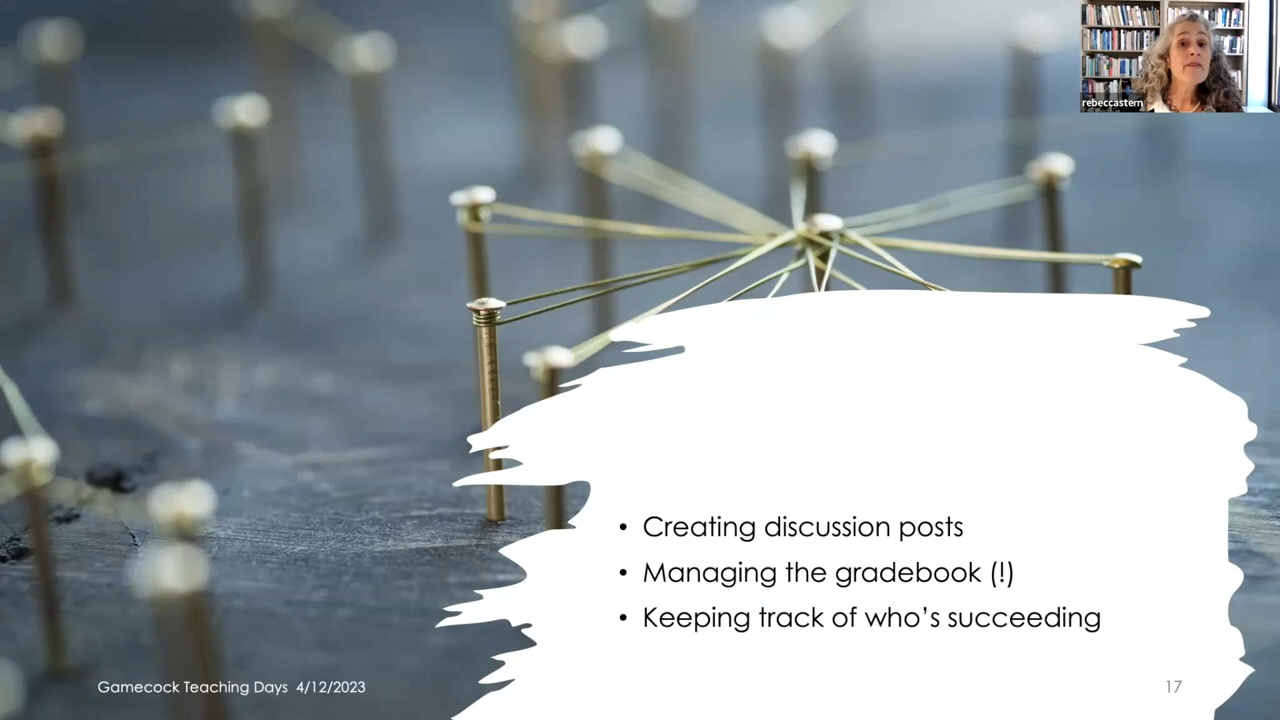 rebeccastern
• Creating discussion posts
• Managing the gradebook (!)
• Keeping track of who’s succeeding
Gamecock Teaching Days 4/12/2023
17